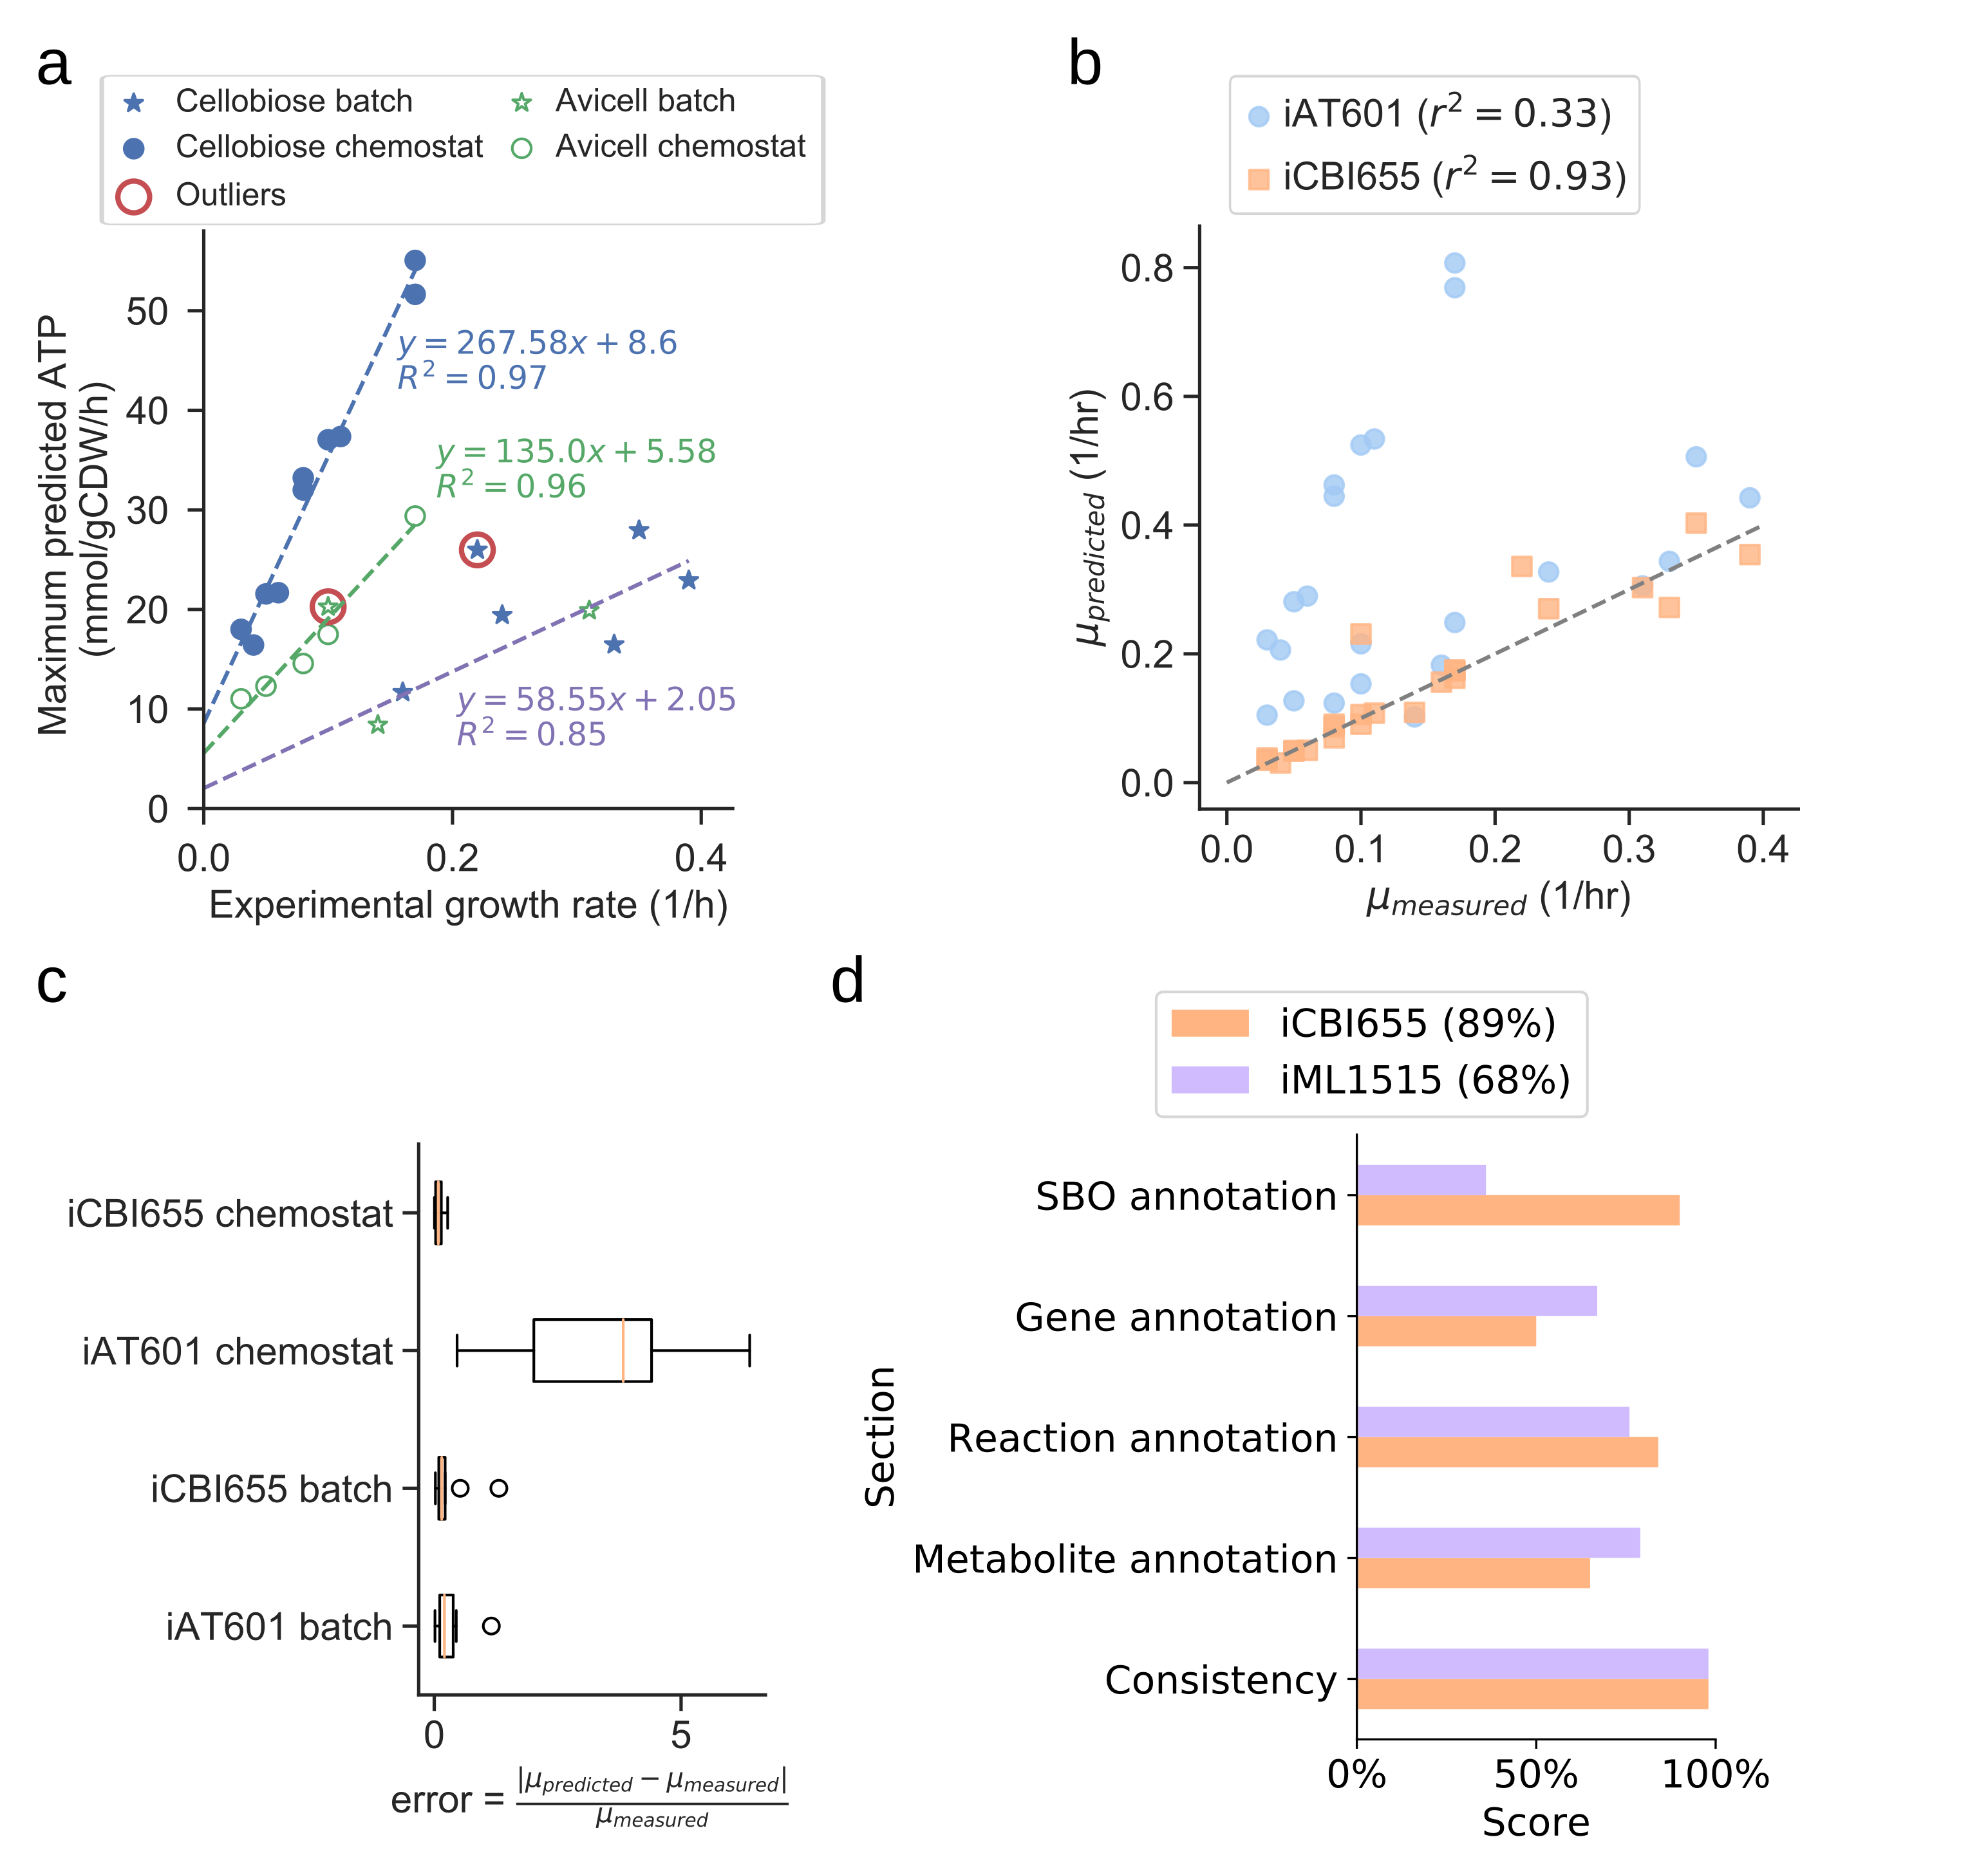 a
Cellobiose batch
Avicell batch
Cellobiose chemostat
Avicell chemostat
Outliers
Maximum predicted ATP
(mmol/gCDW/h)
50
40
30
20
10
0
y = 267.58x + 8.6
R² = 0.97
y = 135.0x + 5.58
R² = 0.96
y = 58.55x + 2.05
R² = 0.85
0.0
0.2
0.4
Experimental growth rate (1/h)
b
iAT601 (r² = 0.33)
iCBI655 (r² = 0.93)
μpredicted (1/hr)
0.8
0.6
0.4
0.2
0.0
0.0
0.1
0.2
0.3
0.4
μmeasured (1/hr)
c
iCBI655 chemostat
iAT601 chemostat
iCBI655 batch
iAT601 batch
0
5
error = |μpredicted − μmeasured|
μmeasured
d
iCBI655 (89%)
iML1515 (68%)
Section
SBO annotation
Gene annotation
Reaction annotation
Metabolite annotation
Consistency
0%
50%
100%
Score